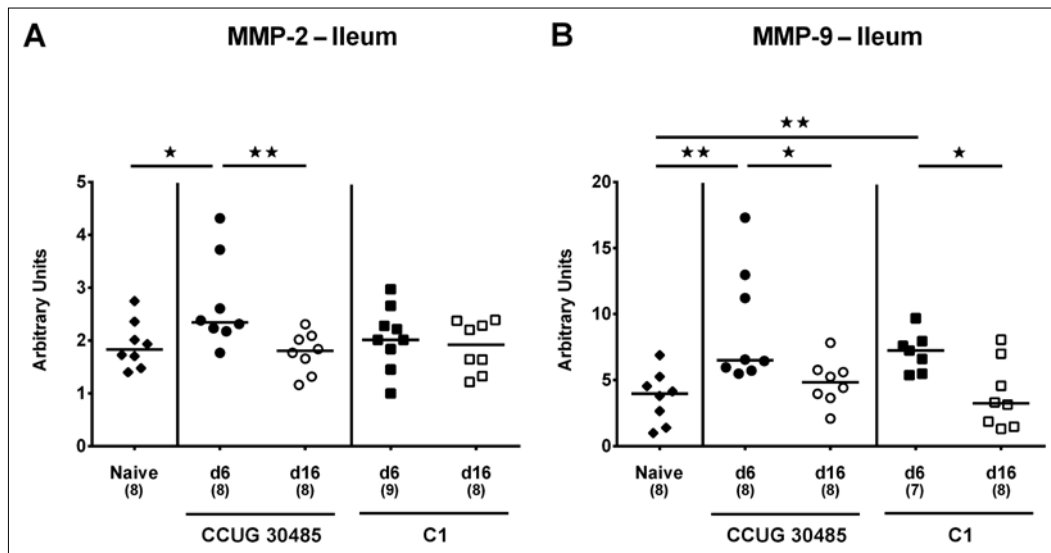 A
MMP-2 – Ileum
★
★★
Arbitrary Units
5
4
3
2
1
0
Naive d6 d16 d6 d16
(8) (8) (8) (9) (8)
CCUG 30485 C1
B
MMP-9 – Ileum
★★
★★ ★ ★
Arbitrary Units
20
15
10
5
0
Naive d6 d16 d6 d16
(8) (8) (8) (7) (8)
CCUG 30485 C1